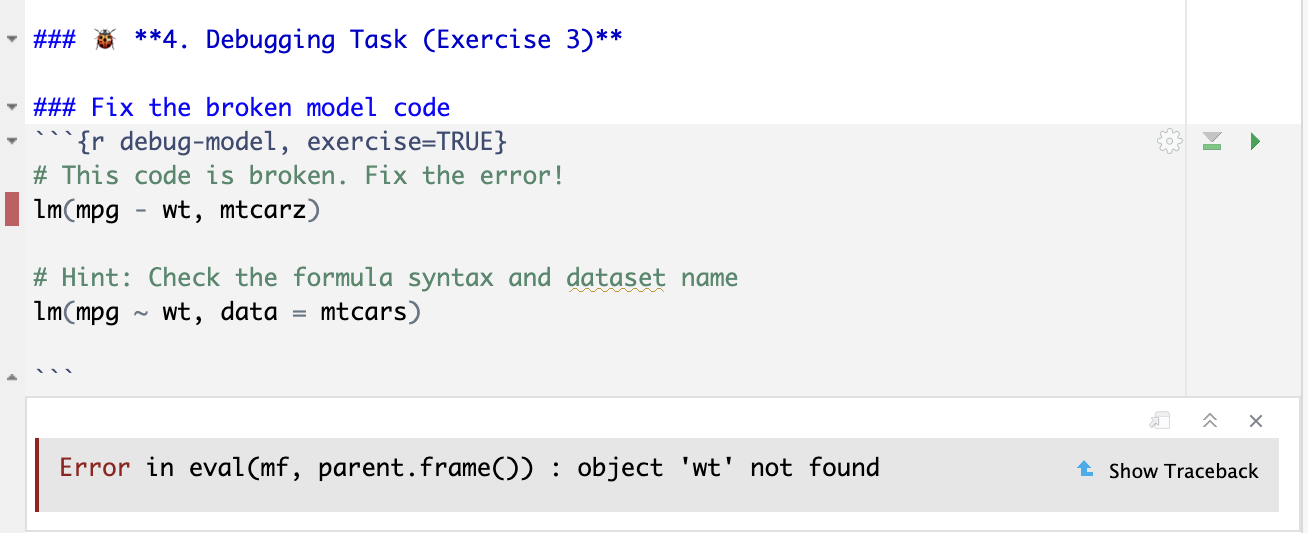 ### 🐞 **4. Debugging Task (Exercise 3)**
### Fix the broken model code
```{r debug-model, exercise=TRUE}
# This code is broken. Fix the error!
lm(mpg - wt, mtcarz)
# Hint: Check the formula syntax and dataset name
lm(mpg ~ wt, data = mtcars)
```
Error in eval(mf, parent.frame()) : object 'wt' not found
Show Traceback